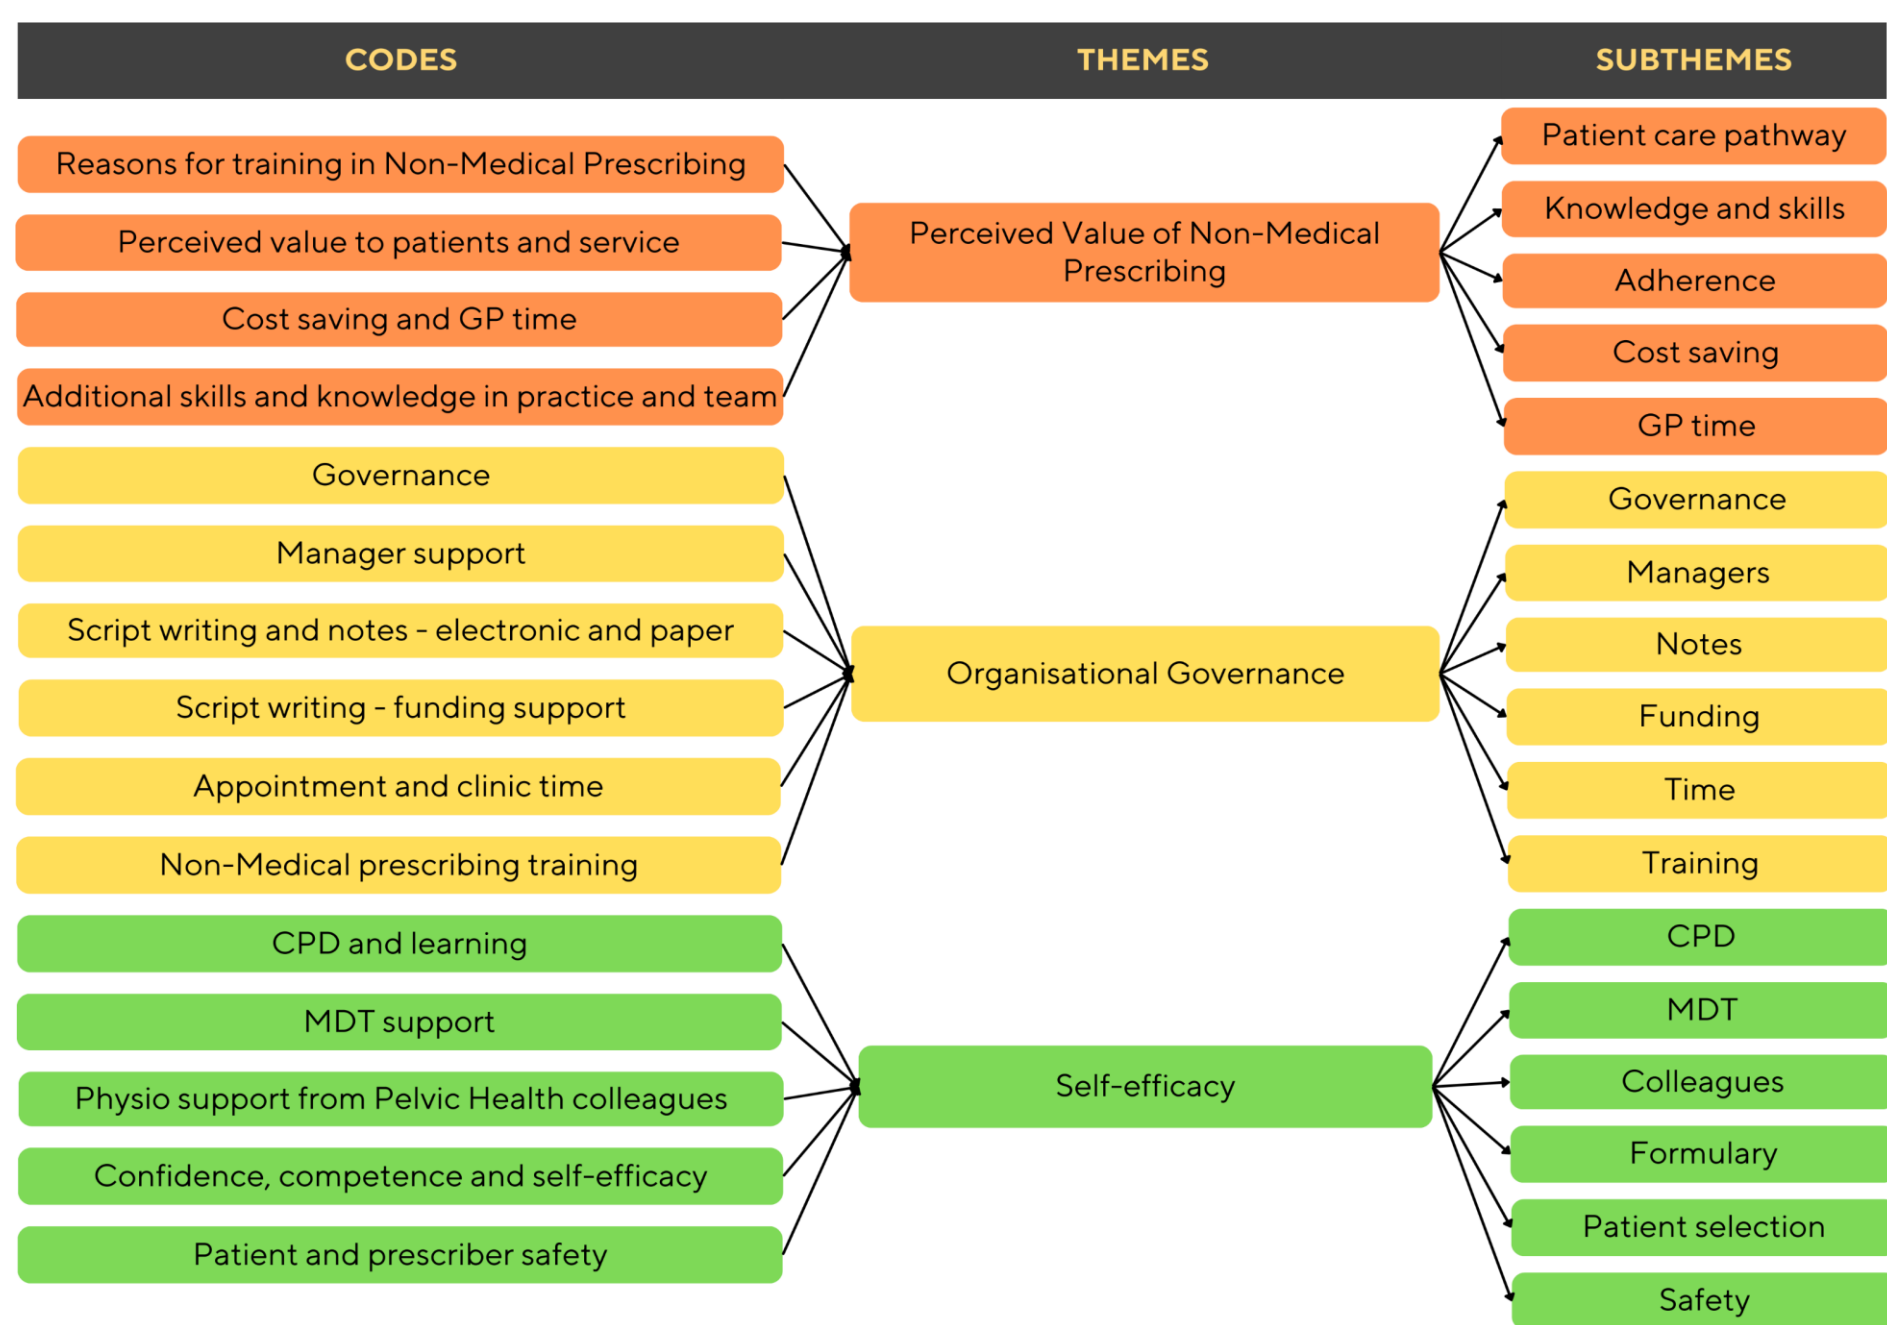 CODES
THEMES
SUBTHEMES
Reasons for training in Non-Medical Prescribing
Perceived value to patients and service
Cost saving and GP time
Additional skills and knowledge in practice and team
Governance
Manager support
Script writing and notes - electronic and paper
Script writing - funding support
Appointment and clinic time
Non-Medical prescribing training
CPD and learning
MDT support
Physio support from Pelvic Health colleagues
Confidence, competence and self-efficacy
Patient and prescriber safety
Perceived Value of Non-Medical
Prescribing
Organisational Governance
Self-efficacy
Patient care pathway
Knowledge and skills
Adherence
Cost saving
GP time
Governance
Managers
Notes
Funding
Time
Training
CPD
MDT
Colleagues
Formulary
Patient selection
Safety